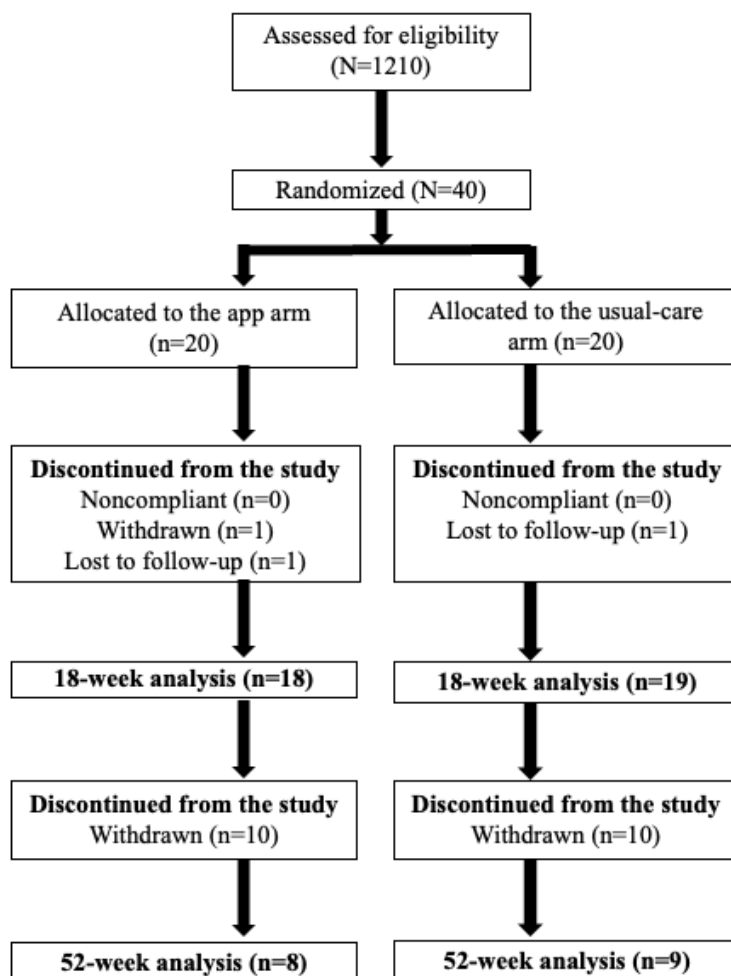 Assessed for eligibility
(N=1210)
Randomized (N=40)
Allocated to the app arm
(n=20)
Allocated to the usual-care
arm (n=20)
Discontinued from the study
Noncompliant (n=0)
Withdrawn (n=1)
Lost to follow-up (n=1)
Discontinued from the study
Noncompliant (n=0)
Lost to follow-up (n=1)
18-week analysis (n=18)
18-week analysis (n=19)
Discontinued from the study
Withdrawn (n=10)
Discontinued from the study
Withdrawn (n=10)
52-week analysis (n=8)
52-week analysis (n=9)